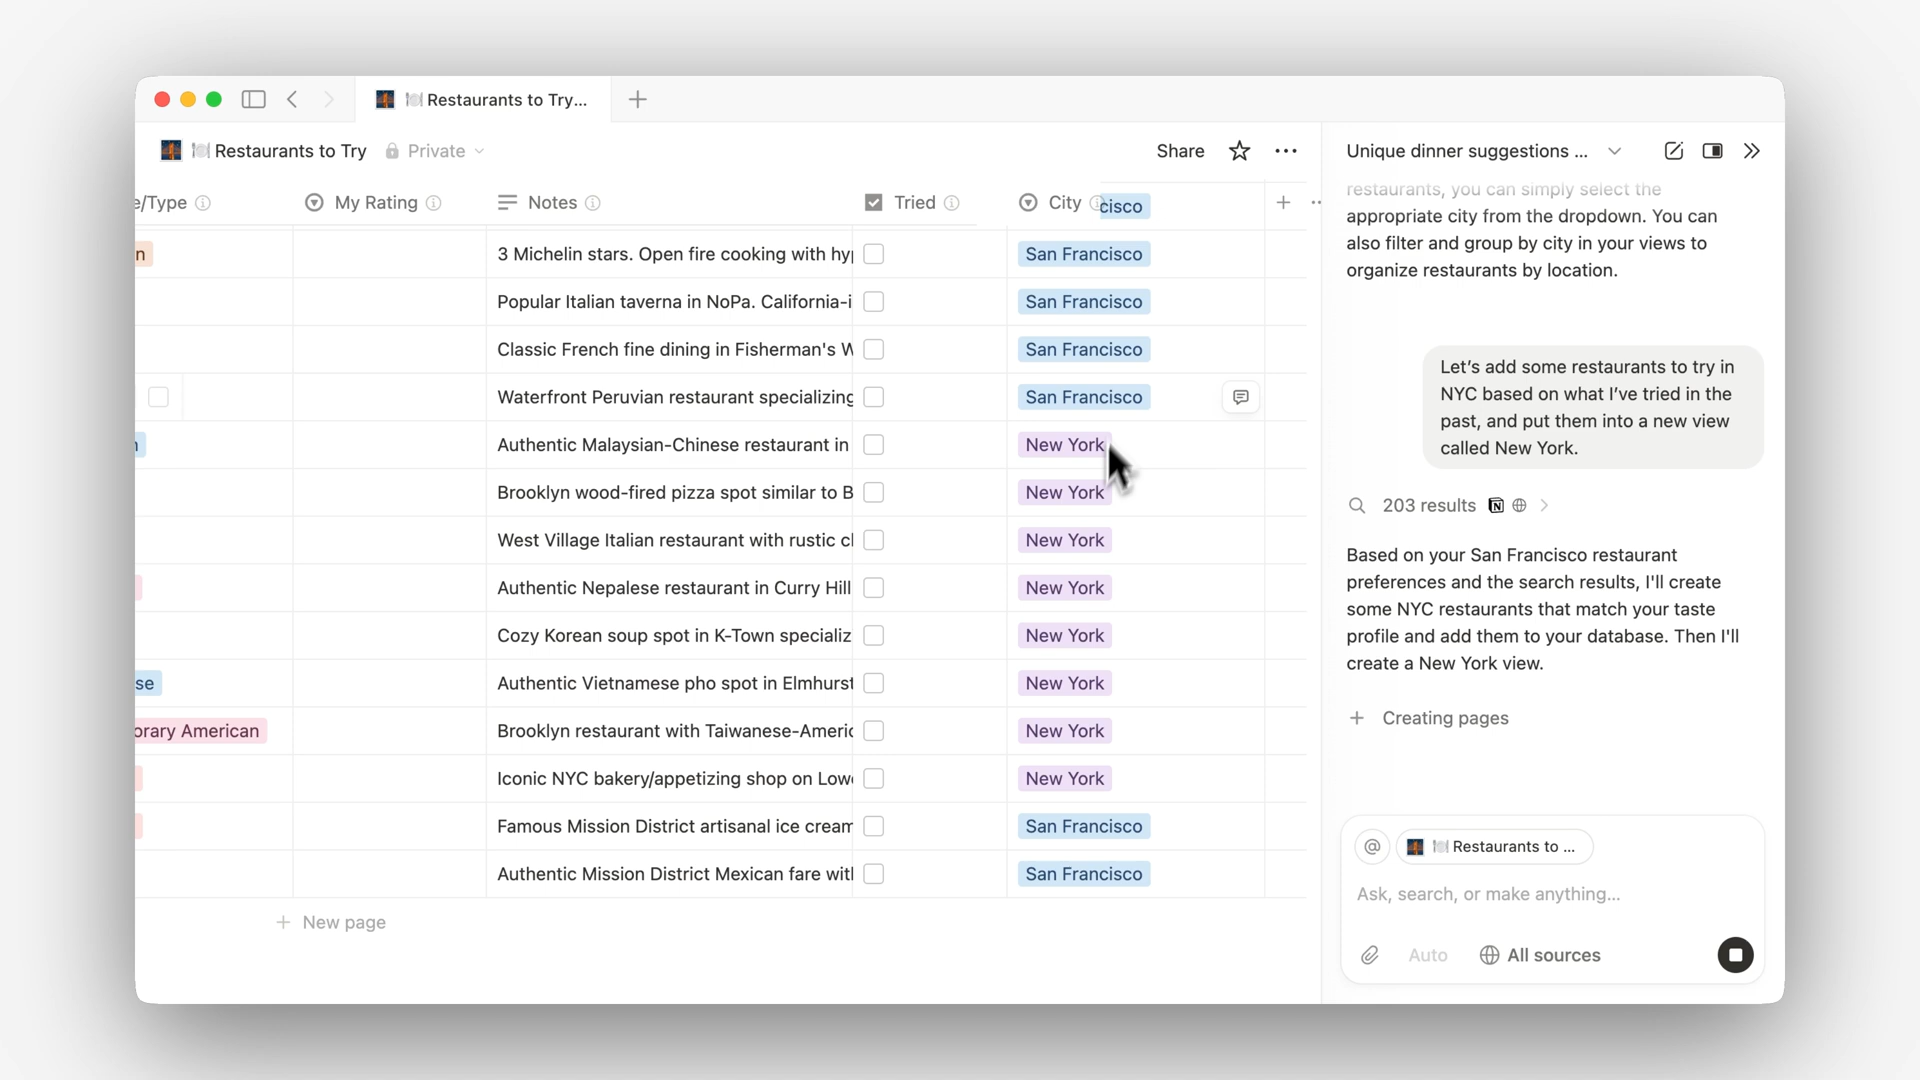 Restaurants to Try...
Restaurants to Try
Private
Share
e/Type
My Rating
Notes
Tried
City
cisco
n
3 Michelin stars. Open fire cooking with hy
San Francisco
Popular Italian taverna in NoPa. California-i
San Francisco
Classic French fine dining in Fisherman's W
San Francisco
Waterfront Peruvian restaurant specializing
San Francisco
Authentic Malaysian-Chinese restaurant in
New York
Brooklyn wood-fired pizza spot similar to B
New York
West Village Italian restaurant with rustic cl
New York
Authentic Nepalese restaurant in Curry Hill
New York
Cozy Korean soup spot in K-Town specializ
New York
se
Authentic Vietnamese pho spot in Elmhurst
New York
orary American
Brooklyn restaurant with Taiwanese-Americ
New York
Iconic NYC bakery/appetizing shop on Low
New York
Famous Mission District artisanal ice cream
San Francisco
Authentic Mission District Mexican fare wit
San Francisco
New page
Unique dinner suggestions ...
restaurants, you can simply select the
appropriate city from the dropdown. You can
also filter and group by city in your views to
organize restaurants by location.
Let's add some restaurants to try in
NYC based on what I've tried in the
past, and put them into a new view
called New York.
203 results
Based on your San Francisco restaurant
preferences and the search results, I'll create
some NYC restaurants that match your taste
profile and add them to your database. Then I'll
create a New York view.
Creating pages
@
Restaurants to ...
Ask, search, or make anything...
Auto
All sources